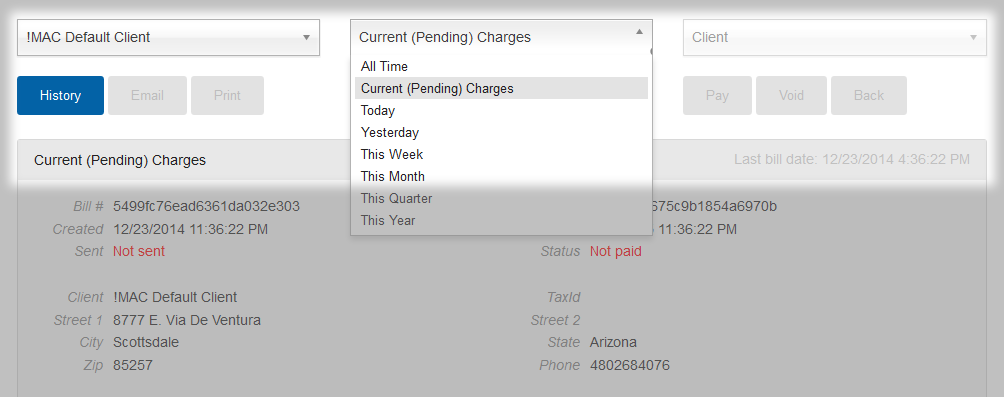 !MAC Default Client
Current (Pending) Charges
Client
All Time
Current (Pending) Charges
Today
Yesterday
This Week
This Month
This Quarter
This Year
History Email Print
Pay Void Back
Current (Pending) Charges
Last bill date: 12/23/2014 4:36:22 PM
Bill # 5499fc76ead6361da032e303
675c9b1854a6970b
Created 12/23/2014 11:36:22 PM
11:36:22 PM
Sent Not sent
Status Not paid
Client !MAC Default Client
TaxId
Street 1 8777 E. Via De Ventura
Street 2
City Scottsdale
State Arizona
Zip 85257
Phone 4802684076